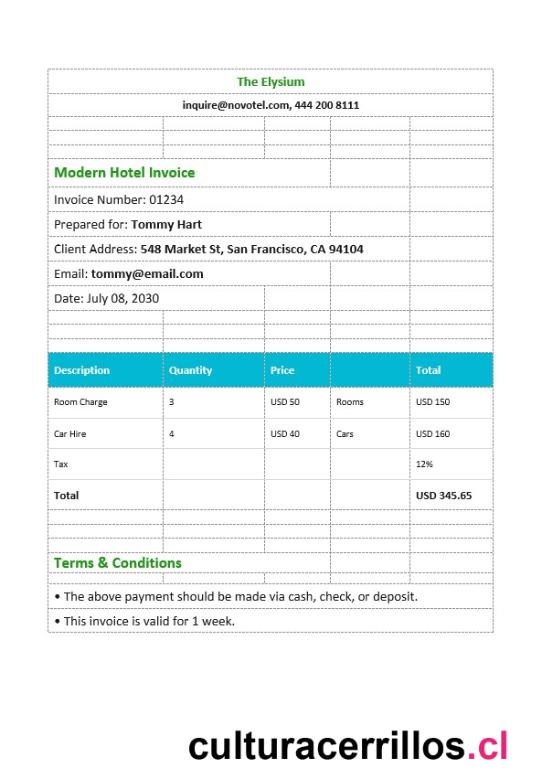 The Elysium
inquire@novotel.com, 444 200 8111
Modern Hotel Invoice
Invoice Number: 01234
Prepared for: Tommy Hart
Client Address: 548 Market St, San Francisco, CA 94104
Email: tommy@email.com
Date: July 08, 2030
Description Quantity Price Total
Room Charge 3 USD 50 Rooms USD 150
Car Hire 4 USD 40 Cars USD 160
Tax 12%
Total USD 345.65
Terms & Conditions
• The above payment should be made via cash, check, or deposit.
• This invoice is valid for 1 week.
culturacerrillos.cl